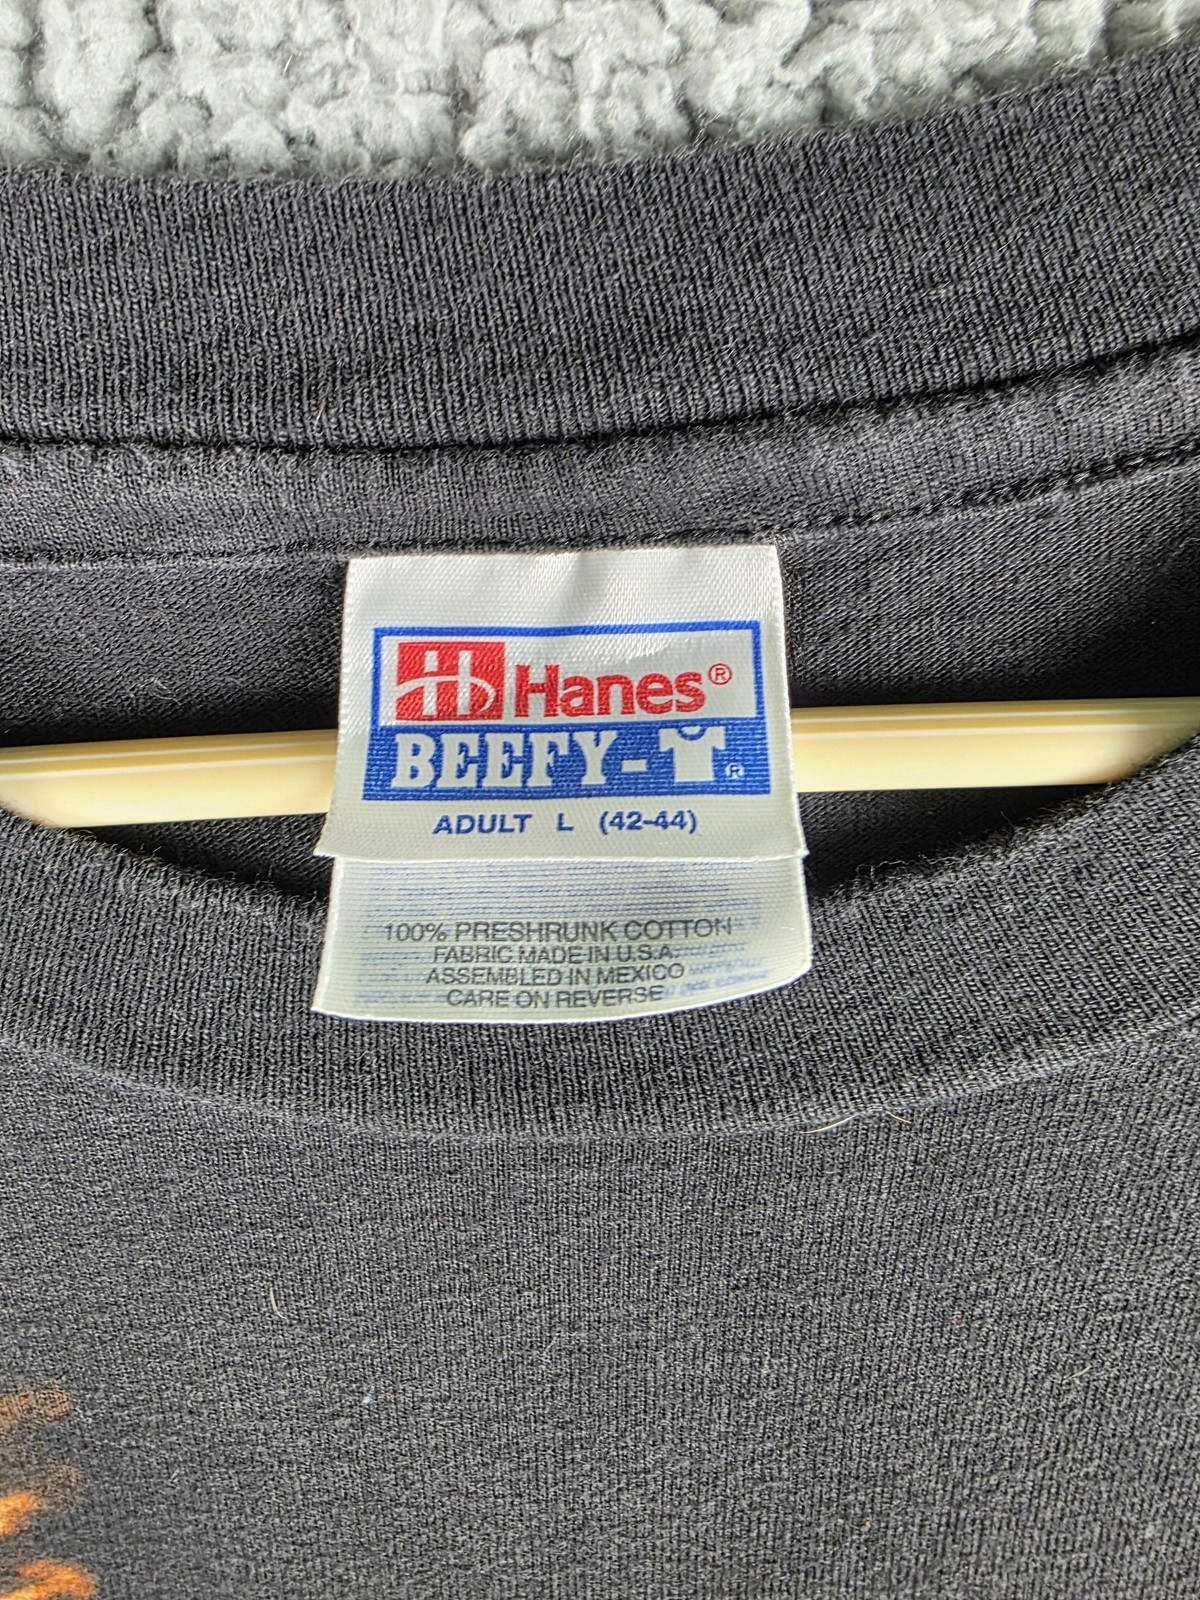 Hanes®
BEEFY-T®
ADULT L (42-44)
100% PRESHRUNK COTTON
FABRIC MADE IN U.S.A.
ASSEMBLED IN MEXICO
CARE ON REVERSE